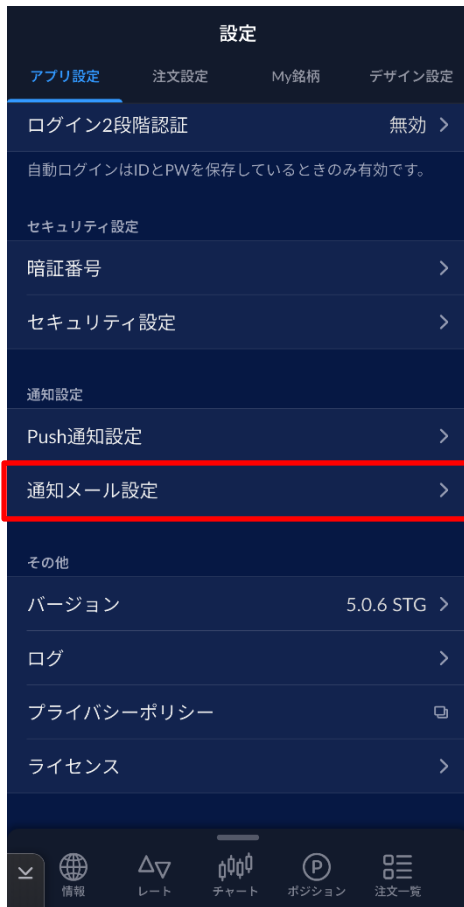 設定
アプリ設定 注文設定 My銘柄 デザイン設定
ログイン2段階認証 無効
自動ログインはIDとPWを保存しているときのみ有効です。
セキュリティ設定
暗証番号
セキュリティ設定
通知設定
Push通知設定
通知メール設定
その他
バージョン 5.0.6 STG
ログ
プライバシーポリシー
ライセンス
情報 レート チャート ポジション 注文一覧